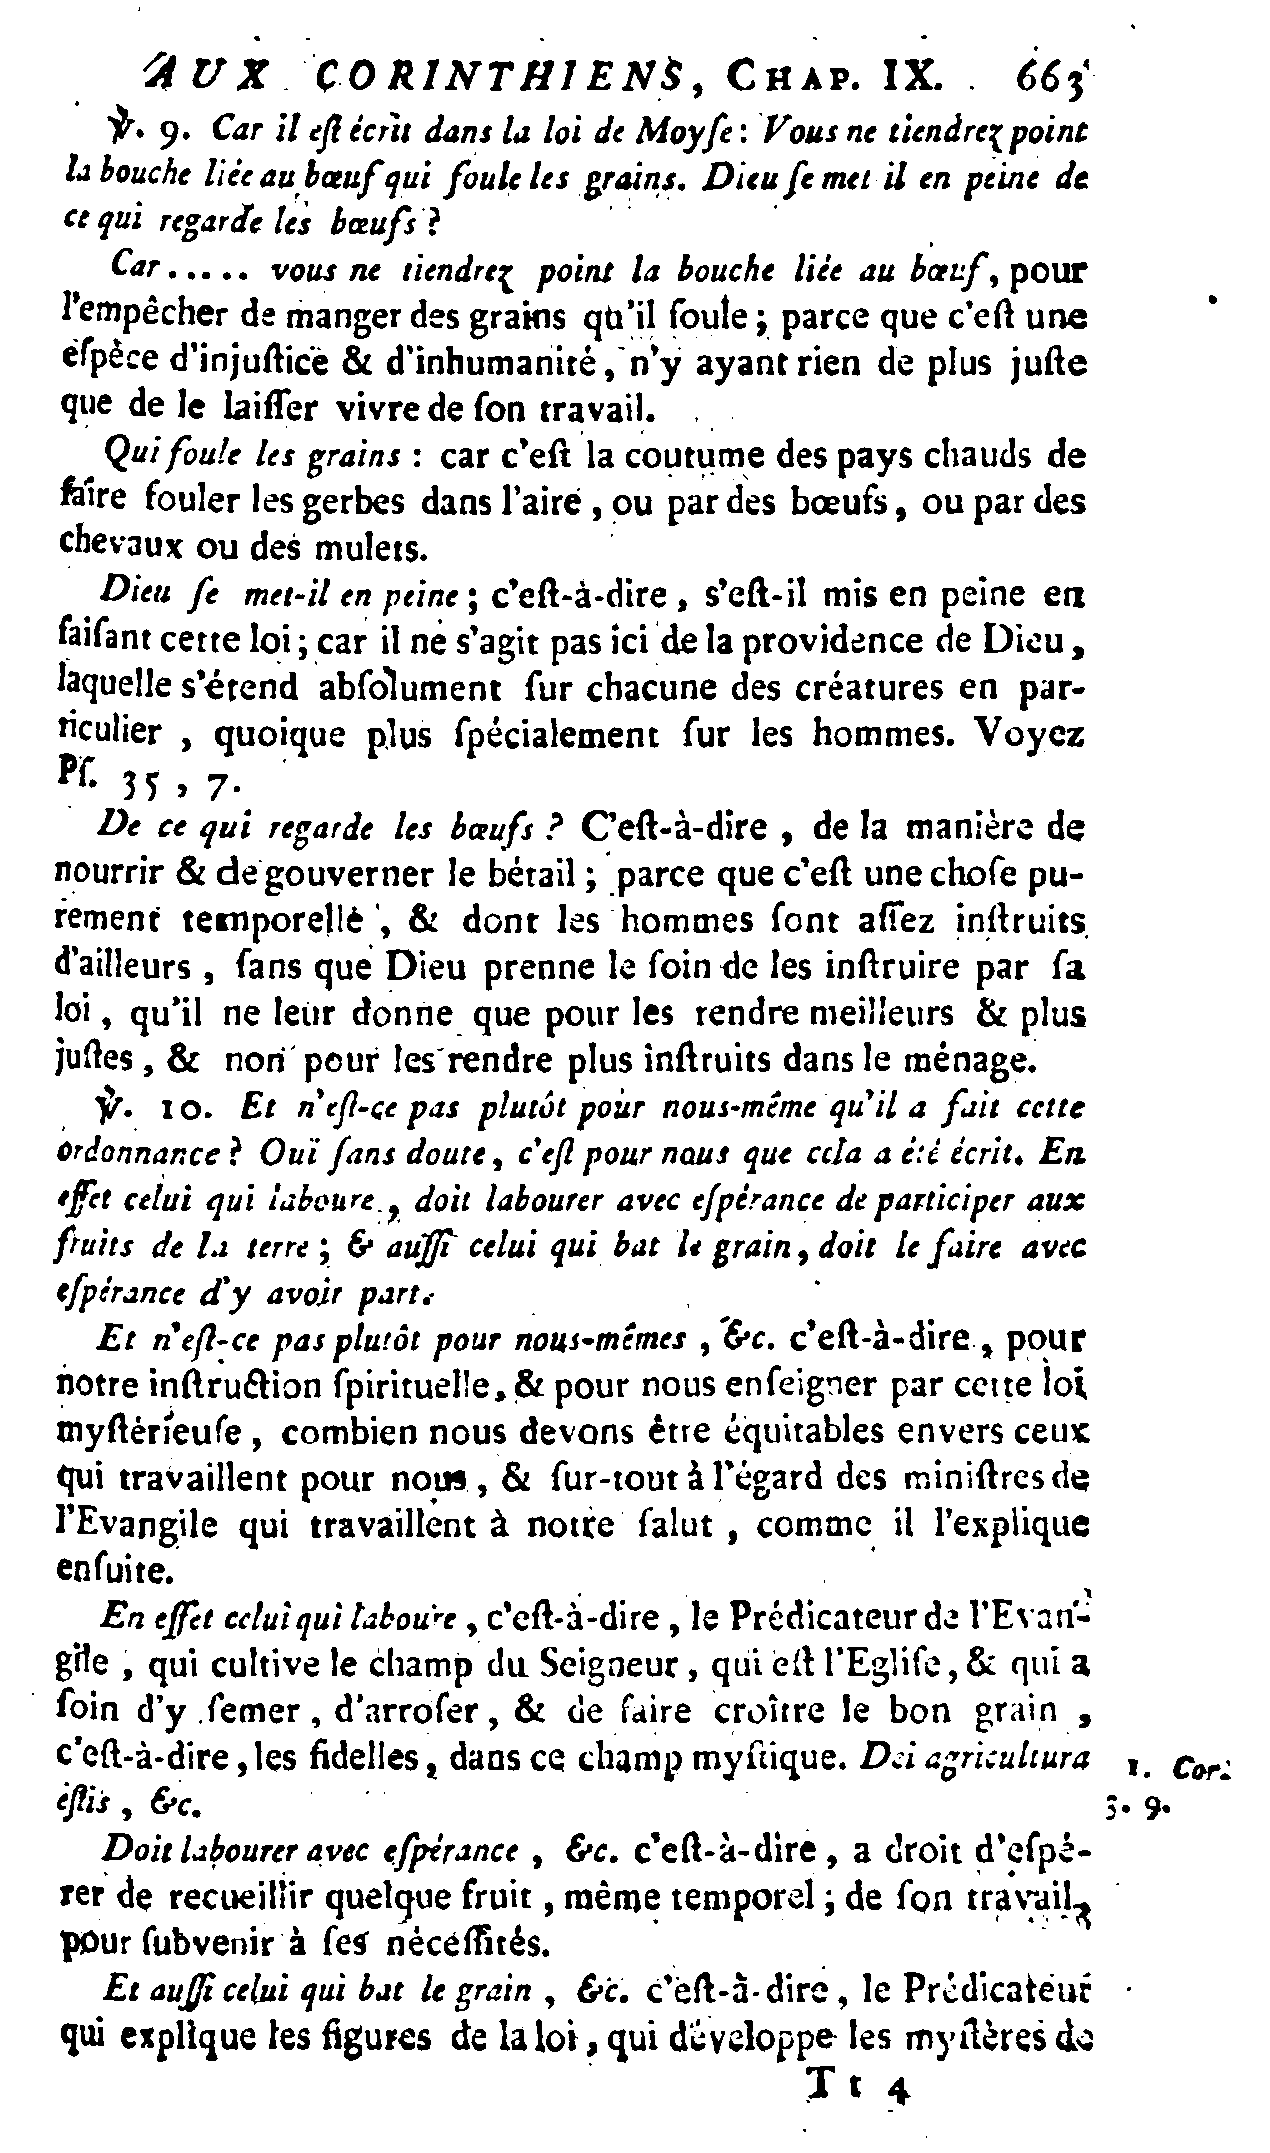 AUX CORINTHIENS, CHAP. IX. 663
℣. 9. Car il eſt écrit dans la loi de Moyſe: Vous ne tiendrez point
la bouche liée au bœuf qui foule les grains. Dieu ſe met il en peine de
ce qui regarde les bœufs ?
Car..... vous ne tiendrez point la bouche liée au bœuf, pour
l'empêcher de manger des grains qu'il foule ; parce que c'eſt une
eſpèce d'injuſtice & d'inhumanité, n'y ayant rien de plus juſte
que de le laiſſer vivre de ſon travail.
Qui foule les grains : car c'eſt la coutume des pays chauds de
faire fouler les gerbes dans l'aire, ou par des bœufs, ou par des
chevaux ou des mulets.
Dieu ſe met-il en peine ; c'eſt-à-dire, s'eſt-il mis en peine en
faiſant cette loi ; car il ne s'agit pas ici de la providence de Dieu,
laquelle s'étend abſolument ſur chacune des créatures en par-
ticulier, quoique plus ſpécialement ſur les hommes. Voyez
Pſ. 35, 7.
De ce qui regarde les bœufs ? C'eſt-à-dire, de la manière de
nourrir & de gouverner le bétail ; parce que c'eſt une choſe pu-
rement temporelle, & dont les hommes ſont aſſez inſtruits
d'ailleurs, ſans que Dieu prenne le ſoin de les inſtruire par ſa
loi, qu'il ne leur donne que pour les rendre meilleurs & plus
juſtes, & non pour les rendre plus inſtruits dans le ménage.
℣. 10. Et n'eſt-ce pas plutôt pour nous-même qu'il a fait cette
ordonnance ? Oui ſans doute, c'eſt pour nous que cela a été écrit. En
effet celui qui laboure, doit labourer avec eſpérance de participer aux
fruits de la terre ; & auſſi celui qui bat le grain, doit le faire avec
eſpérance d'y avoir part.
Et n'eſt-ce pas plutôt pour nous-mêmes, &c. c'eſt-à-dire, pour
notre inſtruction ſpirituelle, & pour nous enſeigner par cette loi
myſtérieuſe, combien nous devons être équitables envers ceux
qui travaillent pour nous, & ſur-tout à l'égard des miniſtres de
l'Evangile qui travaillent à notre ſalut, comme il l'explique
enſuite.
En effet celui qui laboure, c'eſt-à-dire, le Prédicateur de l'Evan-
gile, qui cultive le champ du Seigneur, qui eſt l'Egliſe, & qui a
ſoin d'y ſemer, d'arroſer, & de faire croître le bon grain,
c'eſt-à-dire, les fidelles, dans ce champ myſtique. Dei agricultura
eſtis, &c.
1. Cor.
3. 9.
Doit labourer avec eſpérance, &c. c'eſt-à-dire, a droit d'eſpé-
rer de recueillir quelque fruit, même temporel ; de ſon travail,
pour ſubvenir à ſes néceſſités.
Et auſſi celui qui bat le grain, &c. c'eſt-à-dire, le Prédicateur
qui explique les figures de la loi, qui développe les myſtères de
Tt 4